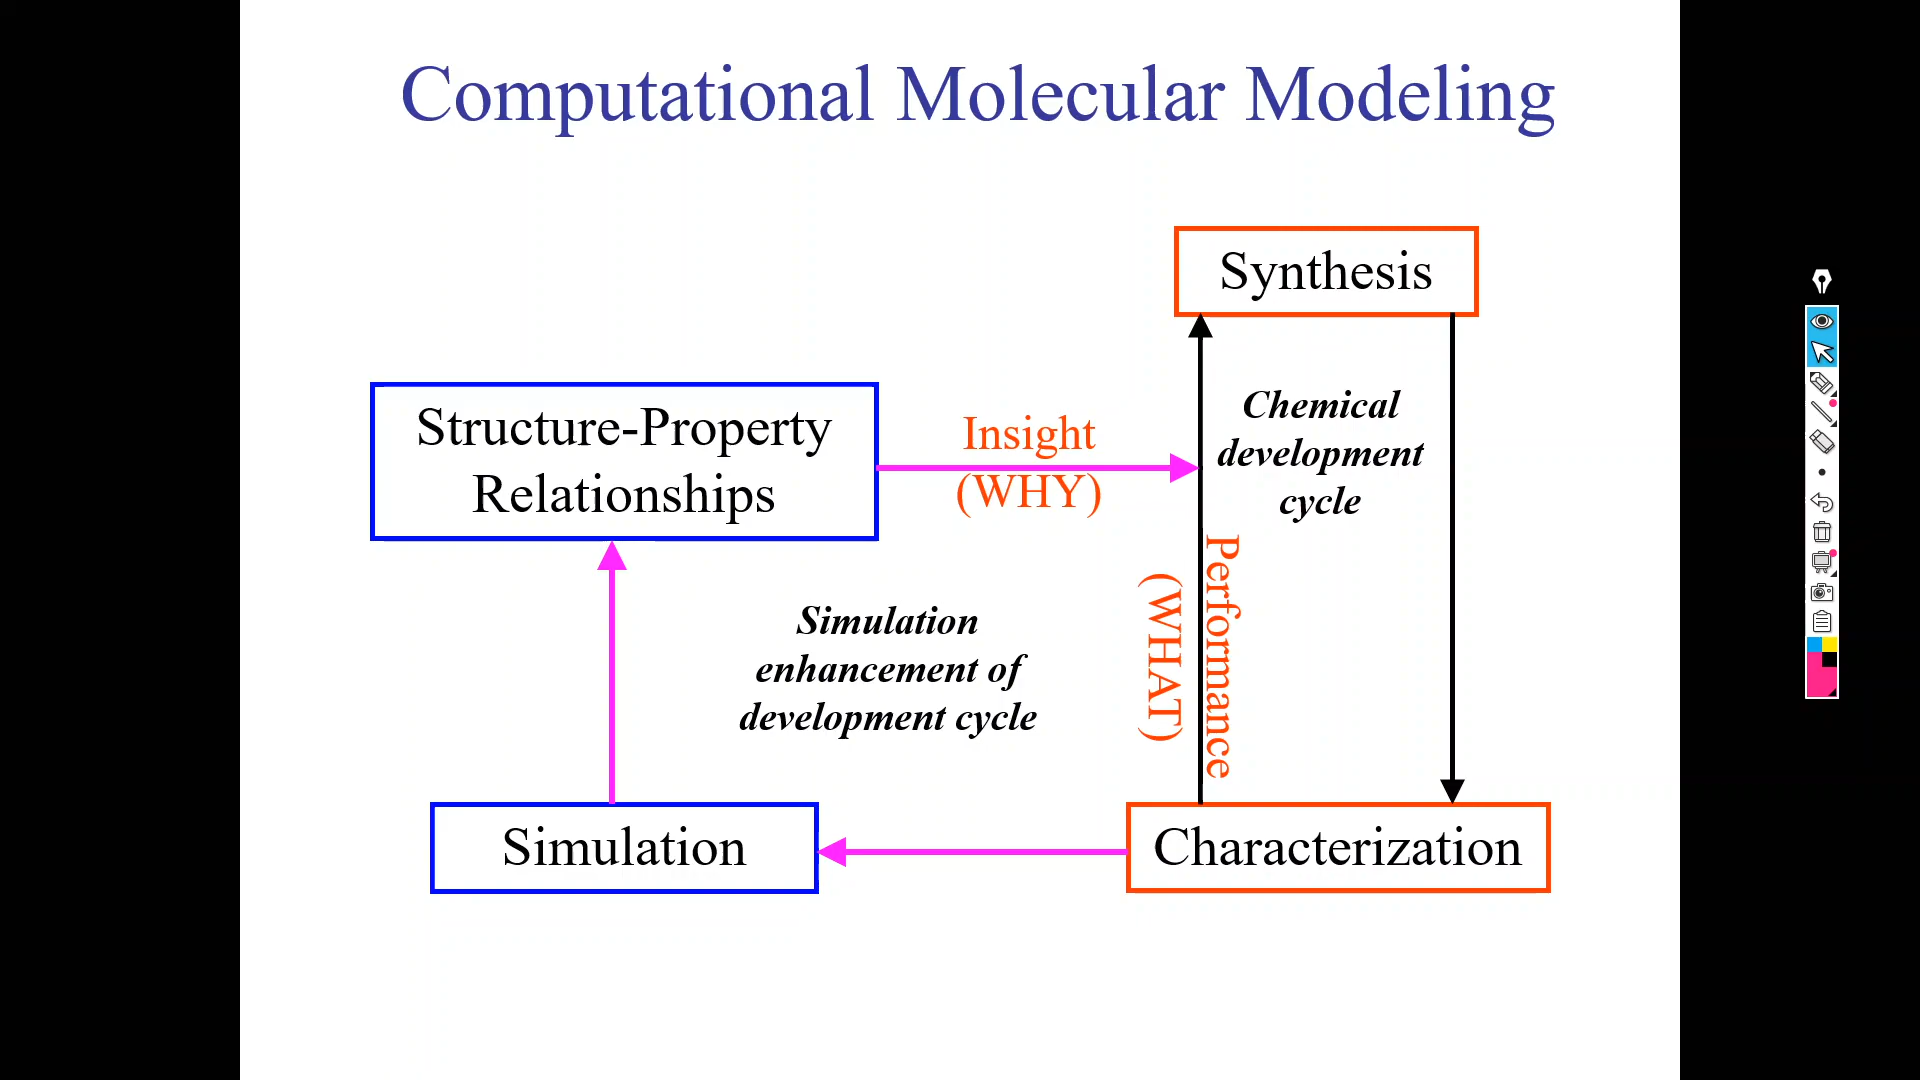 Computational Molecular Modeling
Synthesis
Structure-Property
Relationships
Insight
(WHY)
Chemical
development
cycle
Performance
(WHAT)
Simulation
enhancement of
development cycle
Simulation
Characterization